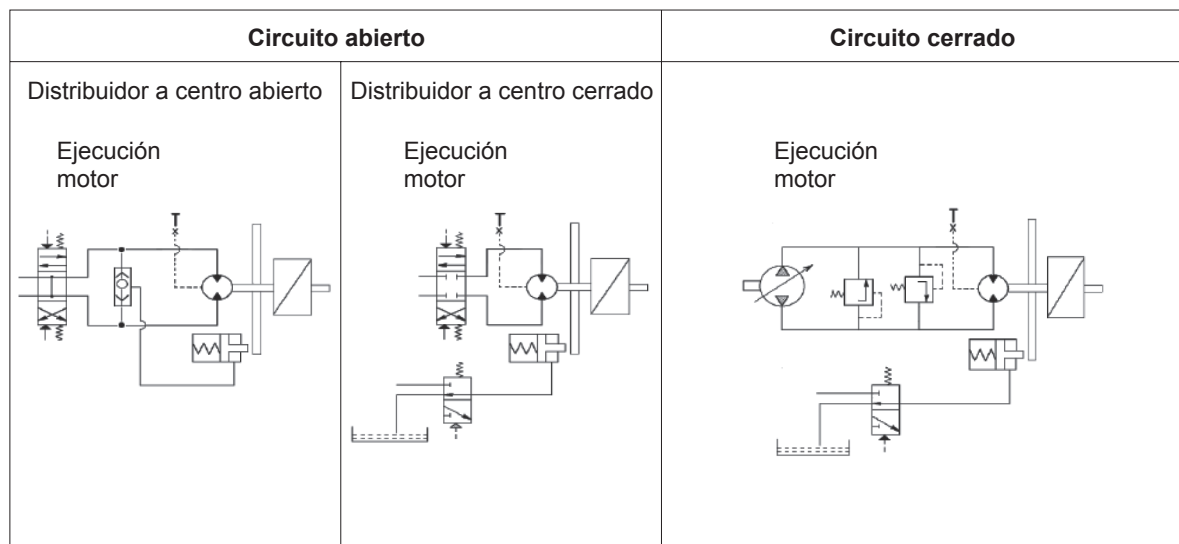 Circuito abierto
Circuito cerrado
Distribuidor a centro abierto
Distribuidor a centro cerrado
Ejecución
motor
Ejecución
motor
Ejecución
motor
T
x
T
x
T
x